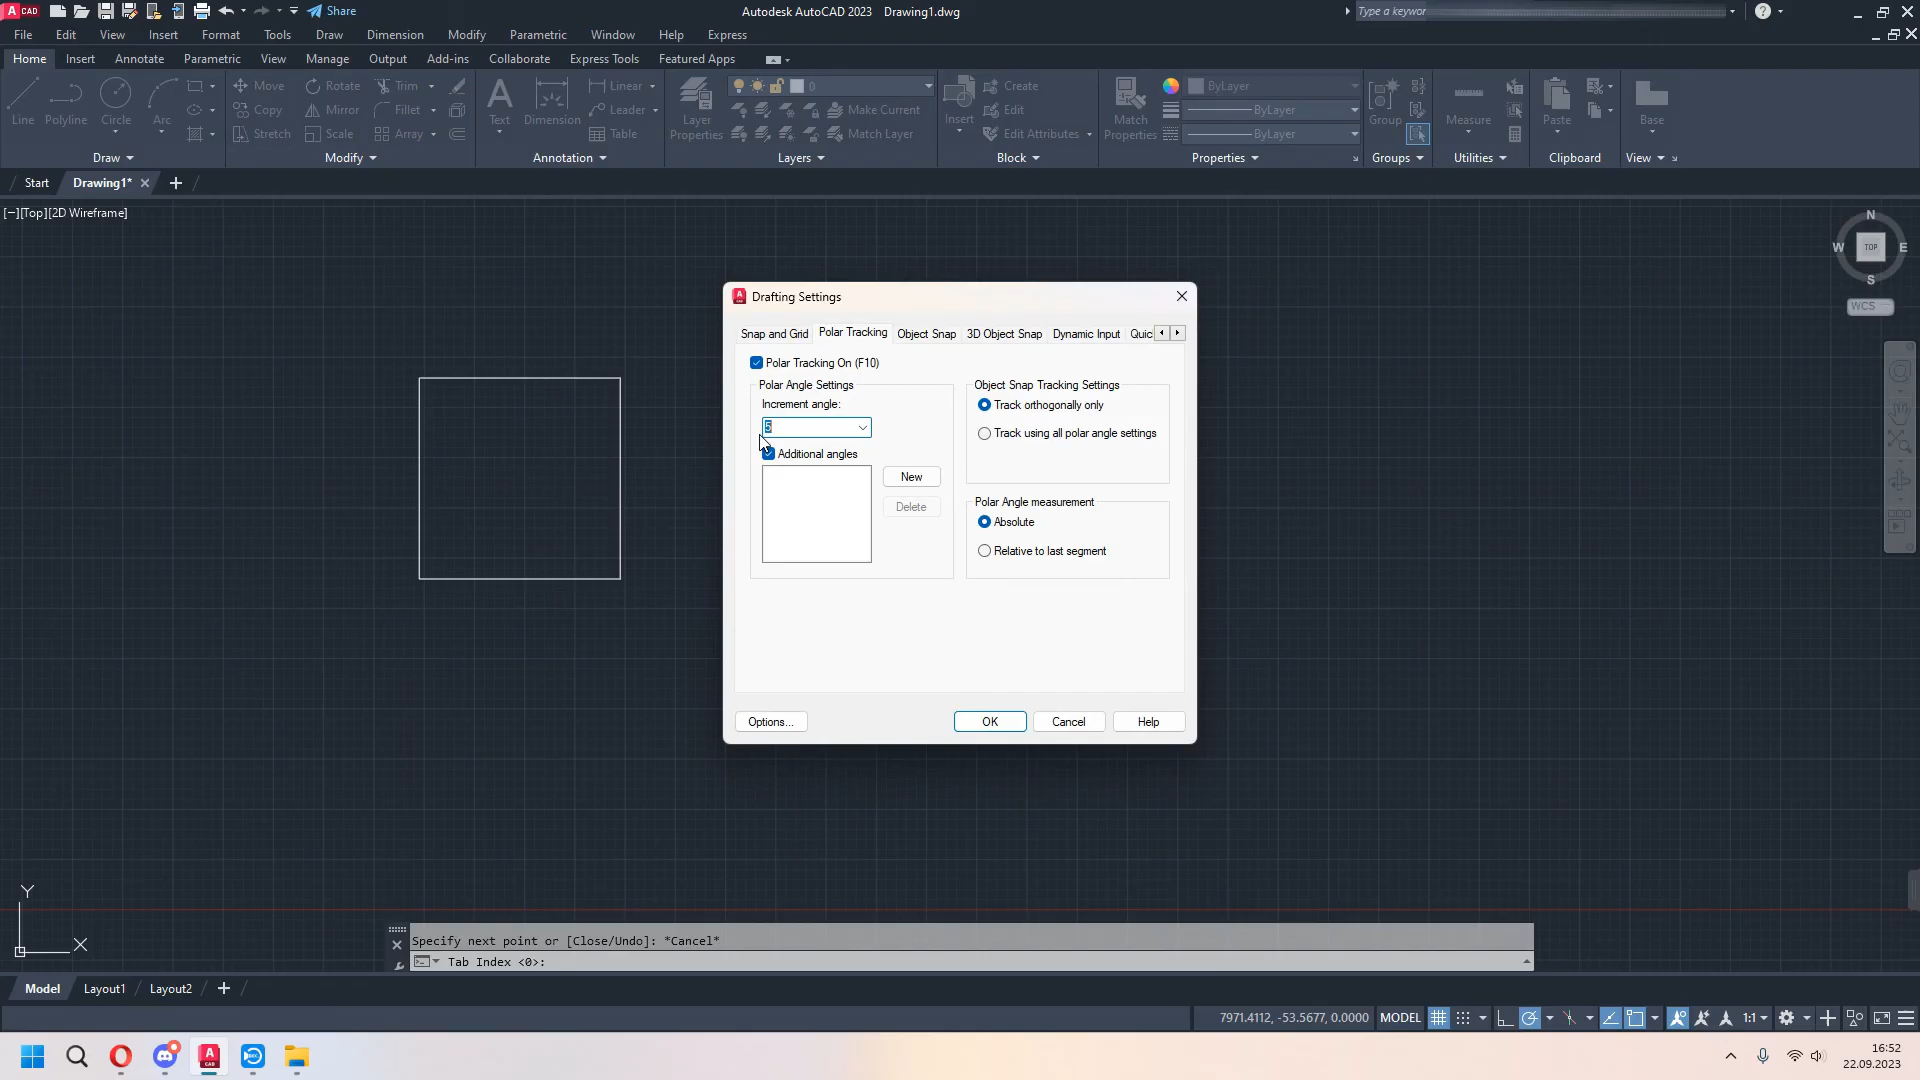 A CAD
Share
Autodesk AutoCAD 2023 Drawing1.dwg
Type a keywor
File Edit View Insert Format Tools Draw Dimension Modify Parametric Window Help Express
Home Insert Annotate Parametric View Manage Output Add-ins Collaborate Express Tools Featured Apps
Line Polyline Circle Arc
Move Rotate Trim
Copy Mirror Fillet
Stretch Scale Array
Text Dimension
Linear
Leader
Table
Layer Properties
0
Make Current
Match Layer
Insert
Create
Edit
Edit Attributes
Match Properties
ByLayer
ByLayer
ByLayer
Group
Measure
Paste
Base
Draw Modify Annotation Layers Block Properties Groups Utilities Clipboard View
Start Drawing1*
[−][Top][2D Wireframe]
N
W TOP E
S
WCS
Drafting Settings
Snap and Grid Polar Tracking Object Snap 3D Object Snap Dynamic Input Quic
Polar Tracking On (F10)
Polar Angle Settings
Increment angle:
5
Additional angles
New
Delete
Object Snap Tracking Settings
Track orthogonally only
Track using all polar angle settings
Polar Angle measurement
Absolute
Relative to last segment
Options... OK Cancel Help
Y
X
Specify next point or [Close/Undo]: *Cancel*
Tab Index <0>:
Model Layout1 Layout2
7971.4112, -53.5677, 0.0000 MODEL 1:1
A CAD
REC
16:52
22.09.2023